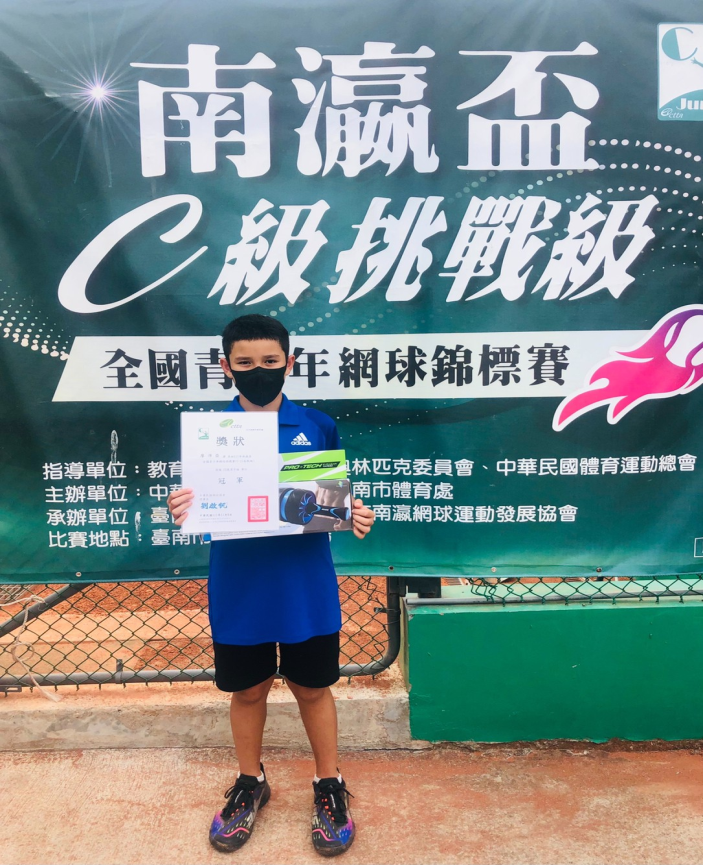 南瀛盃
C級挑戰級
全國青年網球錦標賽
指導單位：教育林匹克委員會、中華民國體育運動總會
主辦單位：中南市體育處
承辦單位：臺南瀛網球運動發展協會
比賽地點：臺南
adidas
獎狀
冠軍
PRO-TECH